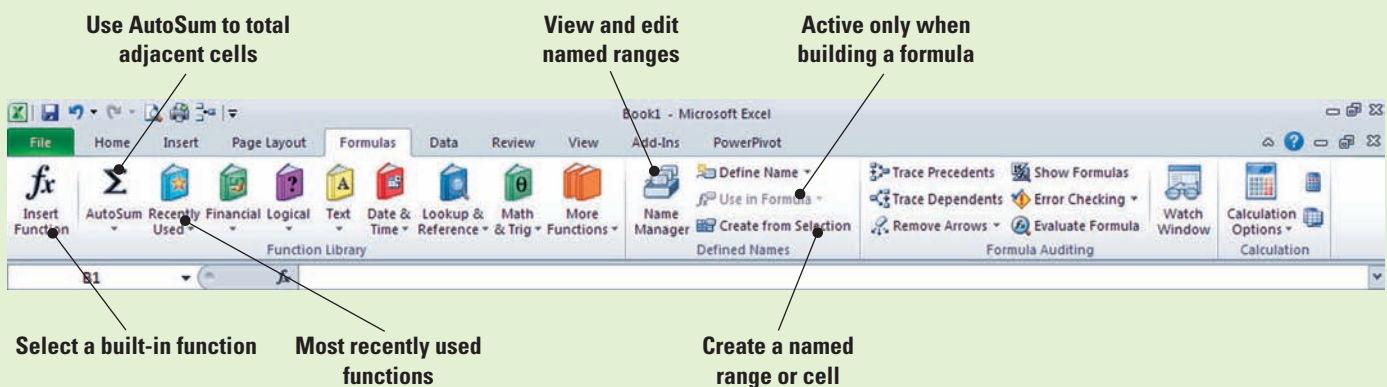 Use AutoSum to total
adjacent cells
View and edit
named ranges
Active only when
building a formula
Book1 - Microsoft Excel
File Home Insert Page Layout Formulas Data Review View Add-Ins PowerPivot
fx
Insert
Function
Σ
AutoSum
Recently
Used
Financial
Logical
Text
Date &
Time
Lookup &
Reference
Math
& Trig
More
Functions
Function Library
Name
Manager
Define Name
Use in Formula
Create from Selection
Defined Names
Trace Precedents
Trace Dependents
Remove Arrows
Show Formulas
Error Checking
Evaluate Formula
Watch
Window
Formula Auditing
Calculation
Options
Calculation
B1 fx
Select a built-in function
Most recently used
functions
Create a named
range or cell